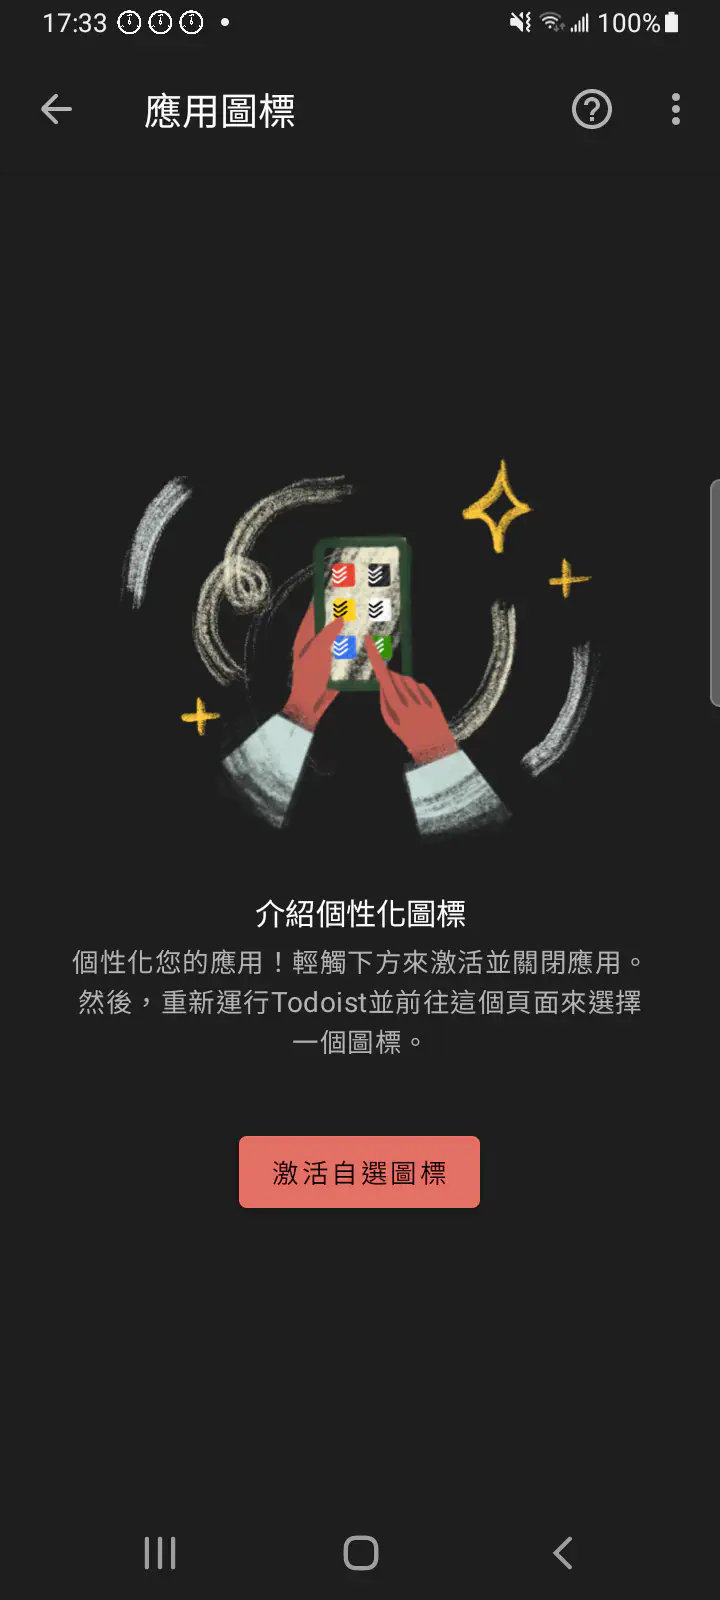 17:33
100%
應用圖標
介紹個性化圖標
個性化您的應用！輕觸下方來激活並關閉應用。
然後，重新運行Todoist並前往這個頁面來選擇
一個圖標。
激活自選圖標